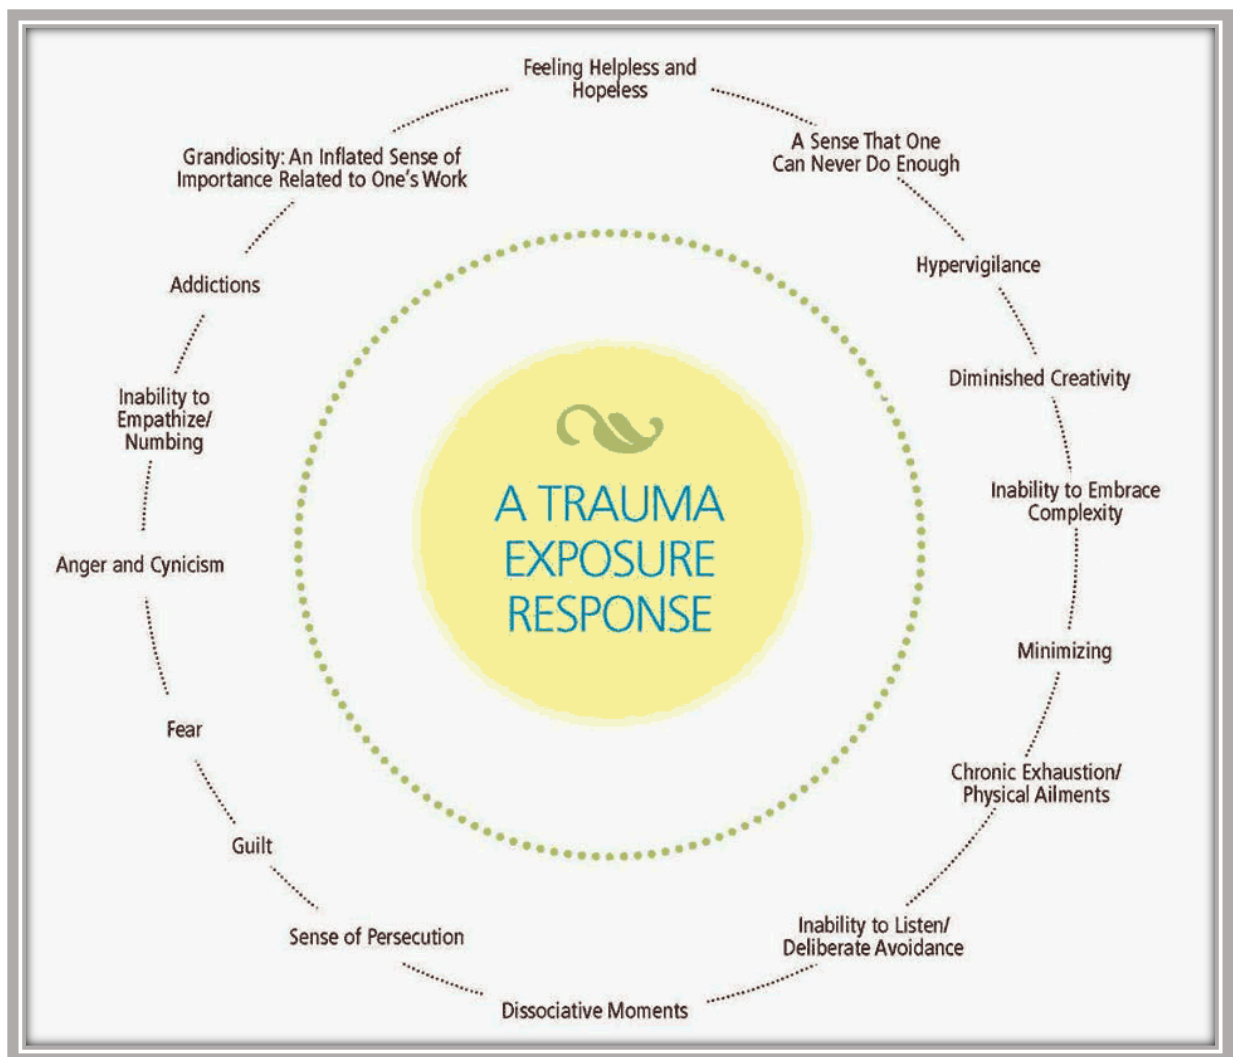 Feeling Helpless and
Hopeless
A Sense That One
Can Never Do Enough
Hypervigilance
Diminished Creativity
Inability to Embrace
Complexity
Minimizing
Chronic Exhaustion/
Physical Ailments
Inability to Listen/
Deliberate Avoidance
Dissociative Moments
Sense of Persecution
Guilt
Fear
Anger and Cynicism
Inability to
Empathize/
Numbing
Addictions
Grandiosity: An Inflated Sense of
Importance Related to One's Work
A TRAUMA
EXPOSURE
RESPONSE